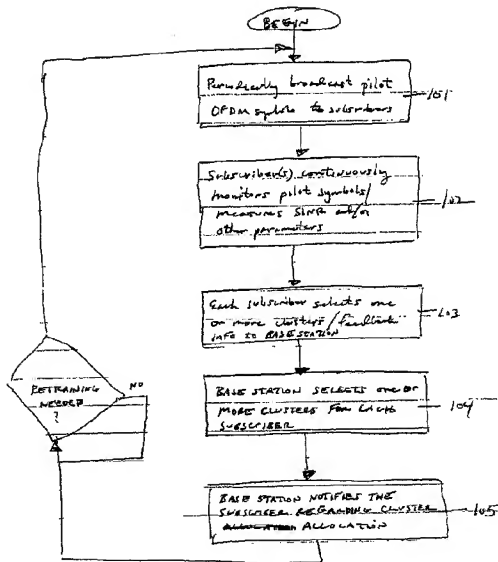 BEGIN
Periodically broadcast pilot
OFDM symbols to subscribers
101
Subscriber(s) continuously
monitors pilot symbols/
measures SINR and/or
other parameters
102
Each subscriber selects one
or more clusters/feedback
info to BASE STATION
103
RETRAINING
NEEDED
?
NO
BASE STATION SELECTS one or
MORE CLUSTERS FOR EACH
SUBSCRIBER
104
BASE STATION NOTIFIES THE
SUBSCRIBER REGARDING CLUSTER
ALLOCATION
105